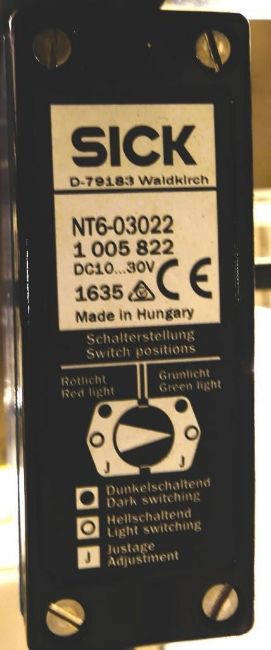 SICK
D-79183 Waldkirch
NT6-03022
1 005 822
DC10...30V
1635 CE
Made in Hungary
Schalterstellung
Switch positions
Rotlicht
Red light
Grünlicht
Green light
J J
Dunkelschaltend
Dark switching
Hellschaltend
Light switching
J Justage
Adjustment